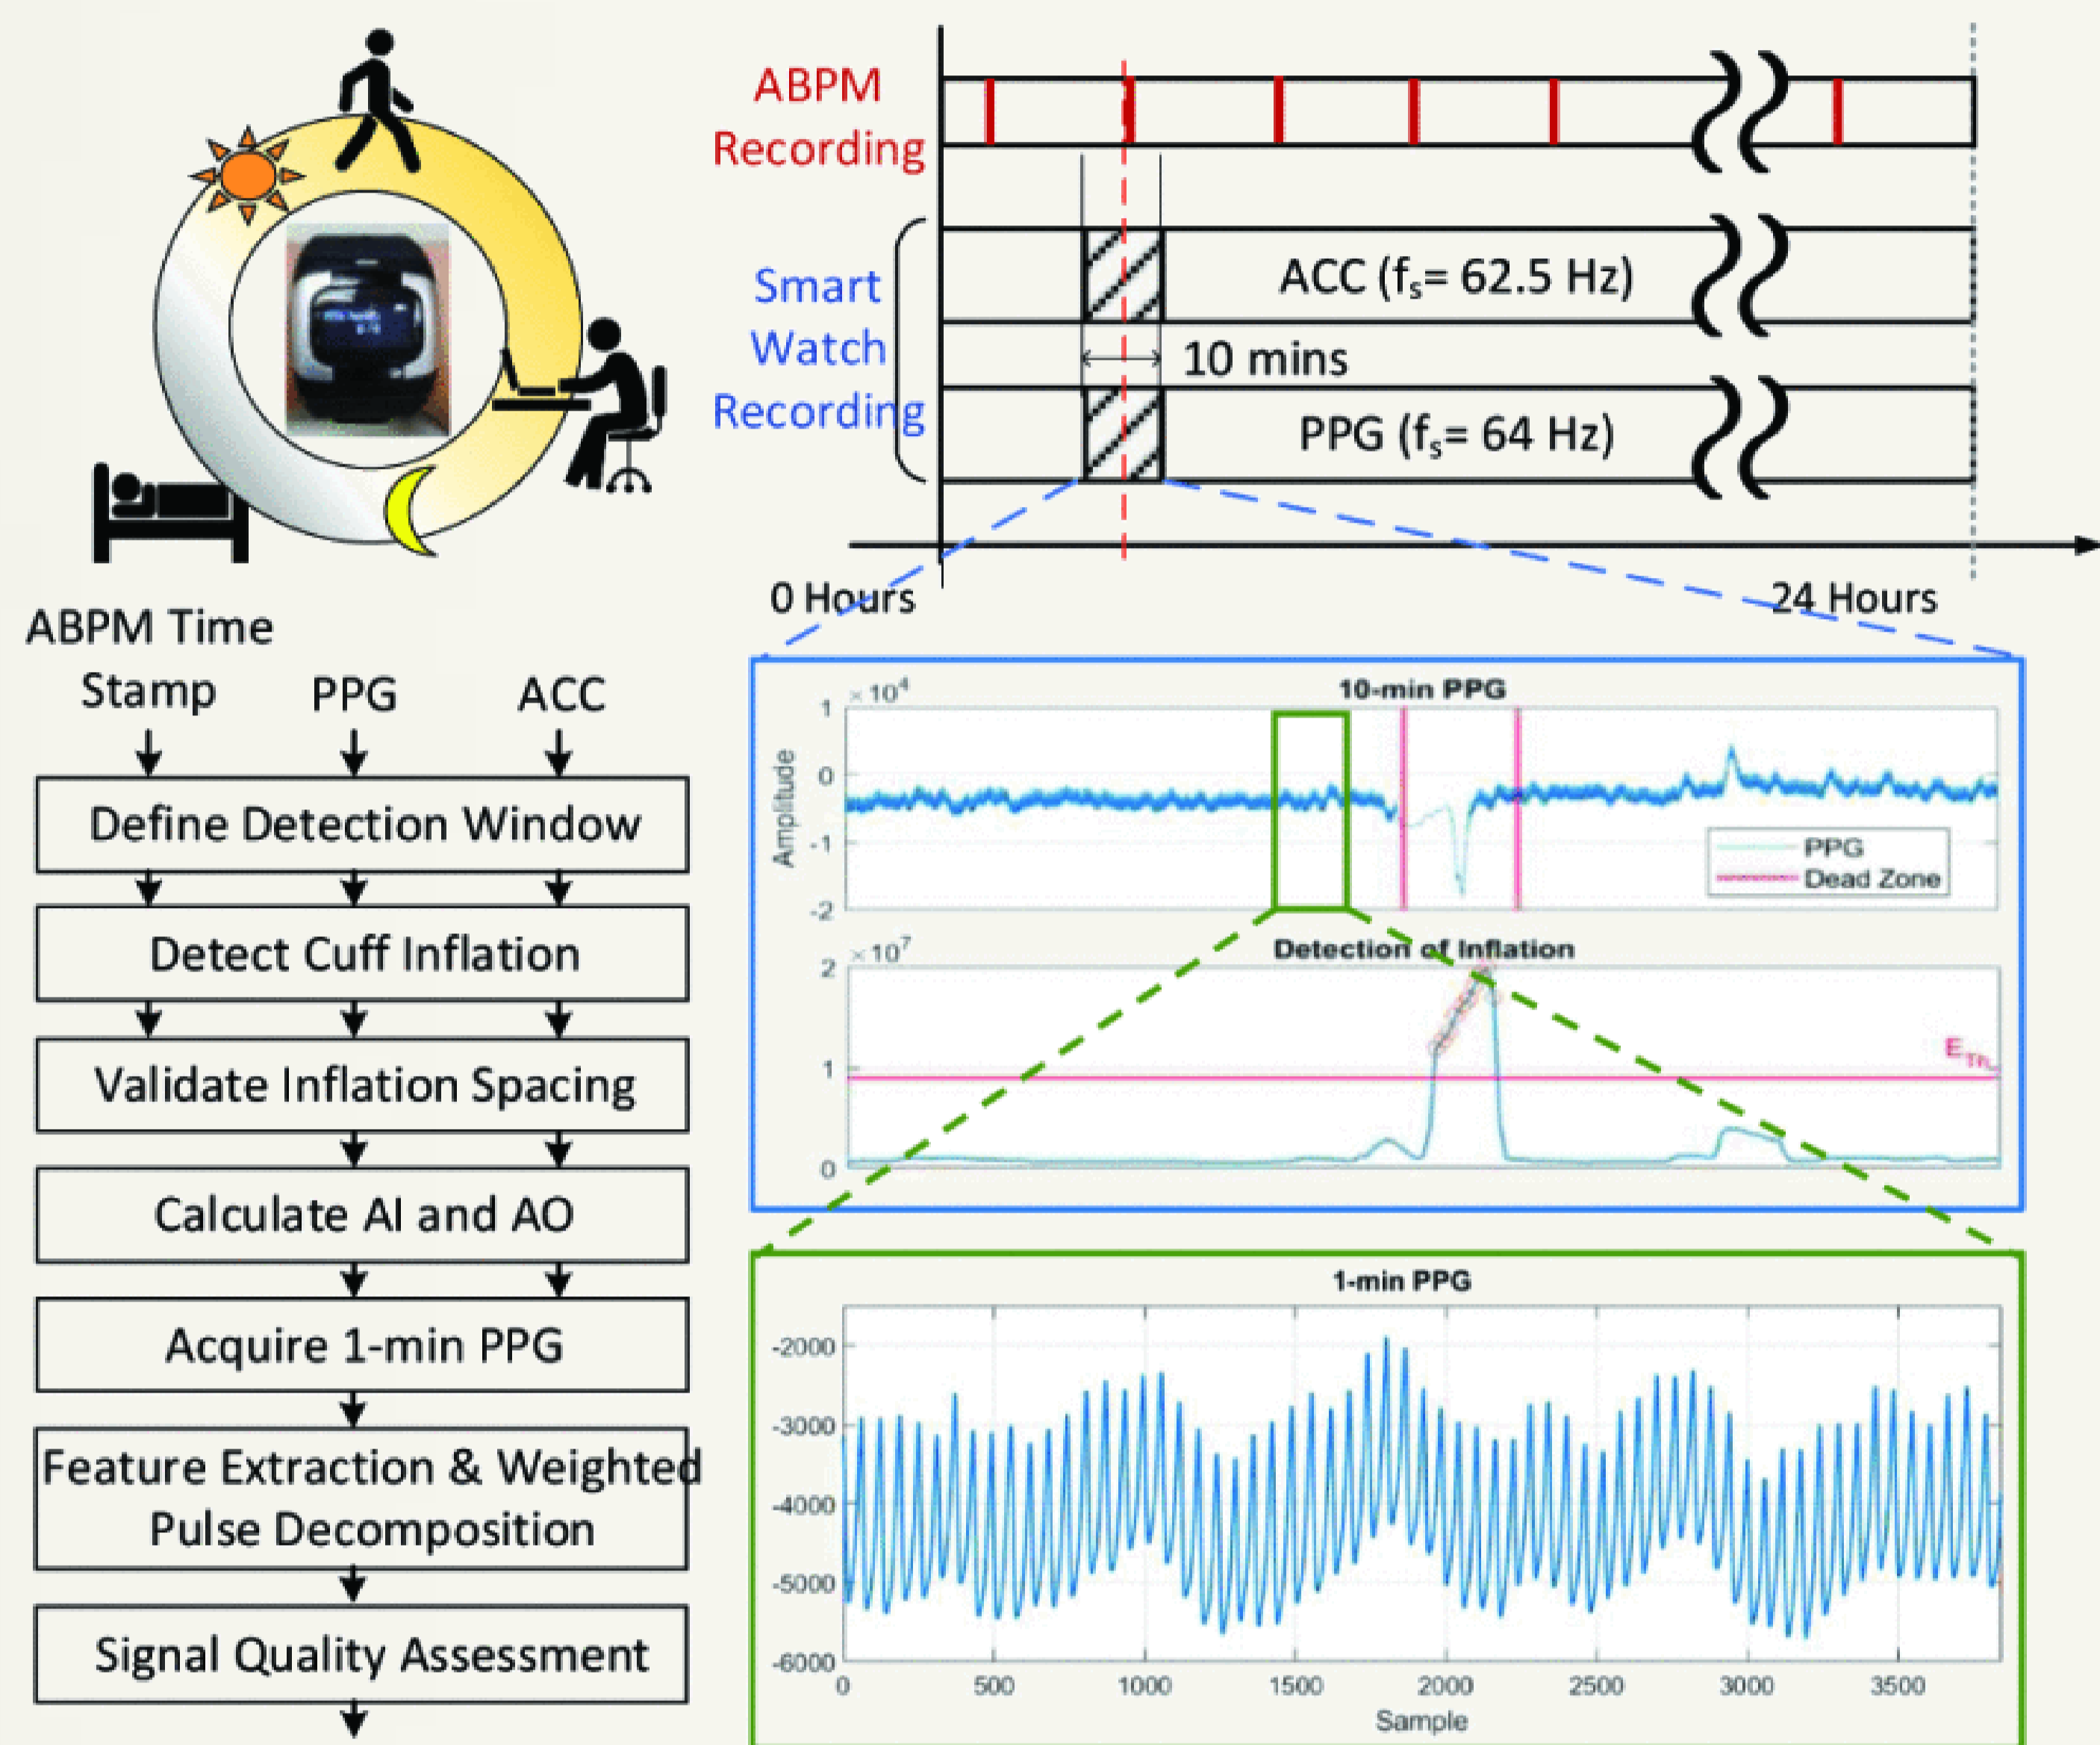 ABPM
Recording
Smart
Watch
Recording
ACC (fs= 62.5 Hz)
10 mins
PPG (fs= 64 Hz)
0 Hours
24 Hours
ABPM Time
Stamp
PPG
ACC
Define Detection Window
Detect Cuff Inflation
Validate Inflation Spacing
Calculate AI and AO
Acquire 1-min PPG
Feature Extraction & Weighted
Pulse Decomposition
Signal Quality Assessment
10-min PPG
×10^4
1
0
-1
-2
Amplitude
PPG
Dead Zone
Detection of Inflation
×10^7
2
1
0
E Th
1-min PPG
-2000
-3000
-4000
-5000
-6000
0 500 1000 1500 2000 2500 3000 3500
Sample